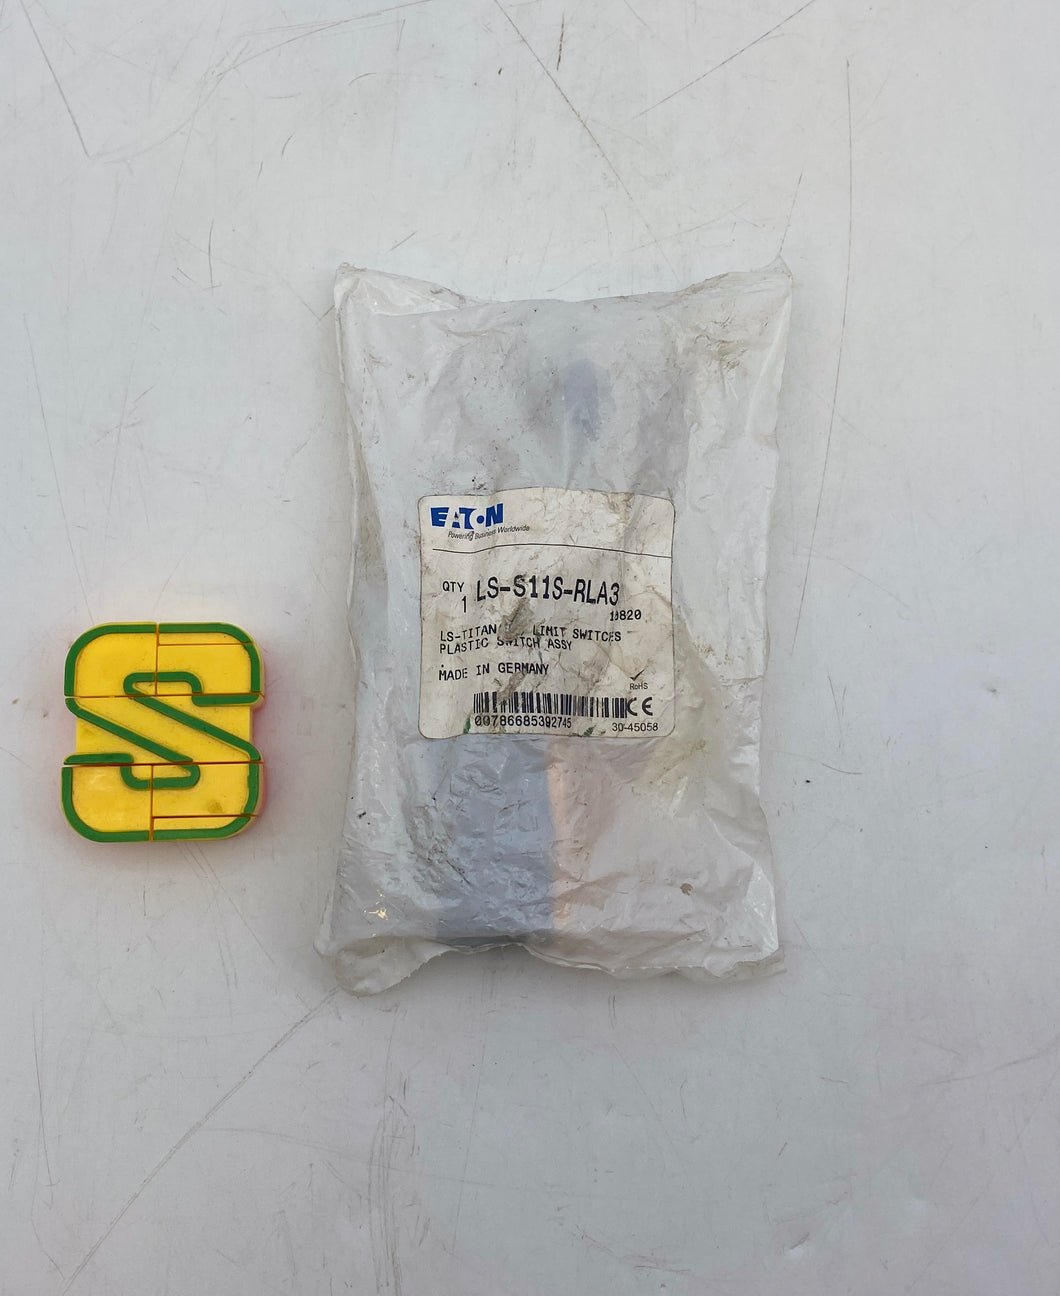 EATON
Powering Business Worldwide
QTY
1 LS-S11S-RLA3
LS-TITAN LIMIT SWITCHES
PLASTIC SWITCH ASSY
MADE IN GERMANY
RoHS
CE
00786685392745
30-45058
S